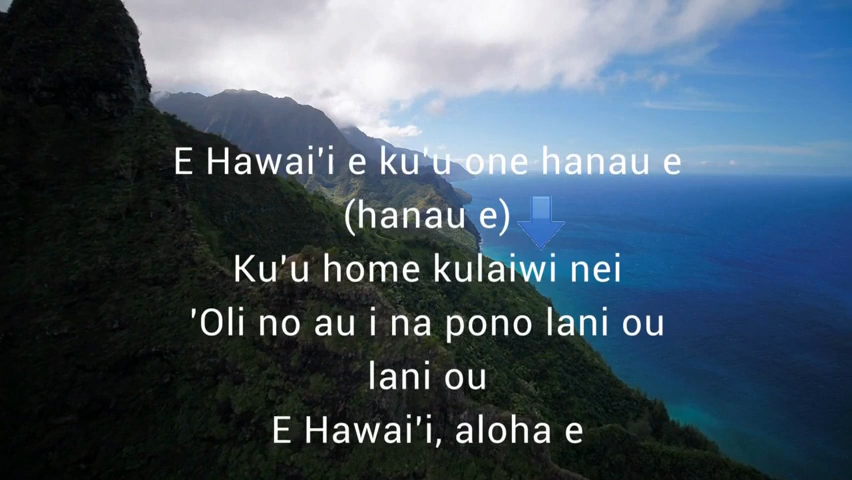 E Hawai'i e ku'u one hanau e
(hanau e)
Ku'u home kulaiwi nei
'Oli no au i na pono lani ou
lani ou
E Hawai'i, aloha e